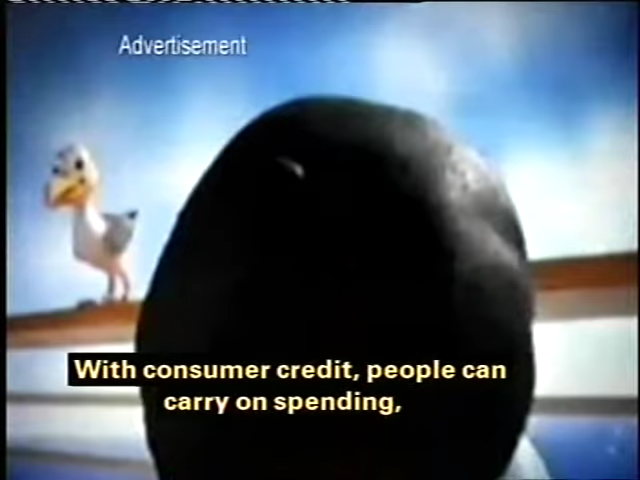 Advertisement
With consumer credit, people can
carry on spending,